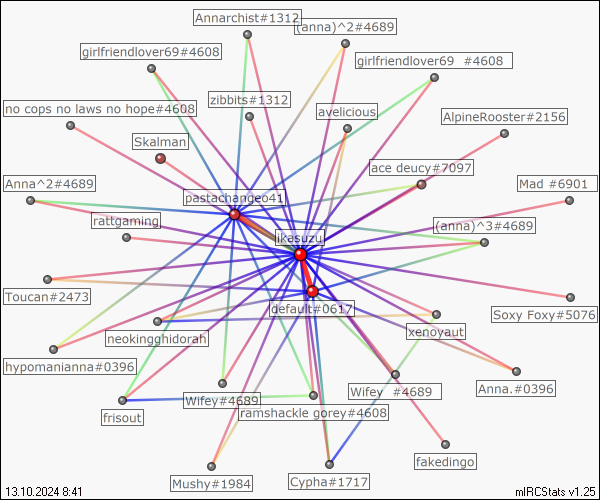 Annarchist#1312
(anna)^2#4689
girlfriendlover69#4608
girlfriendlover69 #4608
zibbits#1312
no cops no laws no hope#4608
avelicious
AlpineRooster#2156
Skalman
ace deucy#7097
Anna^2#4689
Mad #6901
pastachangeo41
rattgaming
(anna)^3#4689
ikasuzu
Toucan#2473
default#0617
Soxy Foxy#5076
neokinghidorah
xenoyaut
hypomanianna#0396
Wifey #4689
Anna.#0396
Wifey#4689
ramshackle gorey#4608
frisout
fakedingo
Mushy#1984
Cypha#1717
13.10.2024 8:41
mIRCStats v1.25